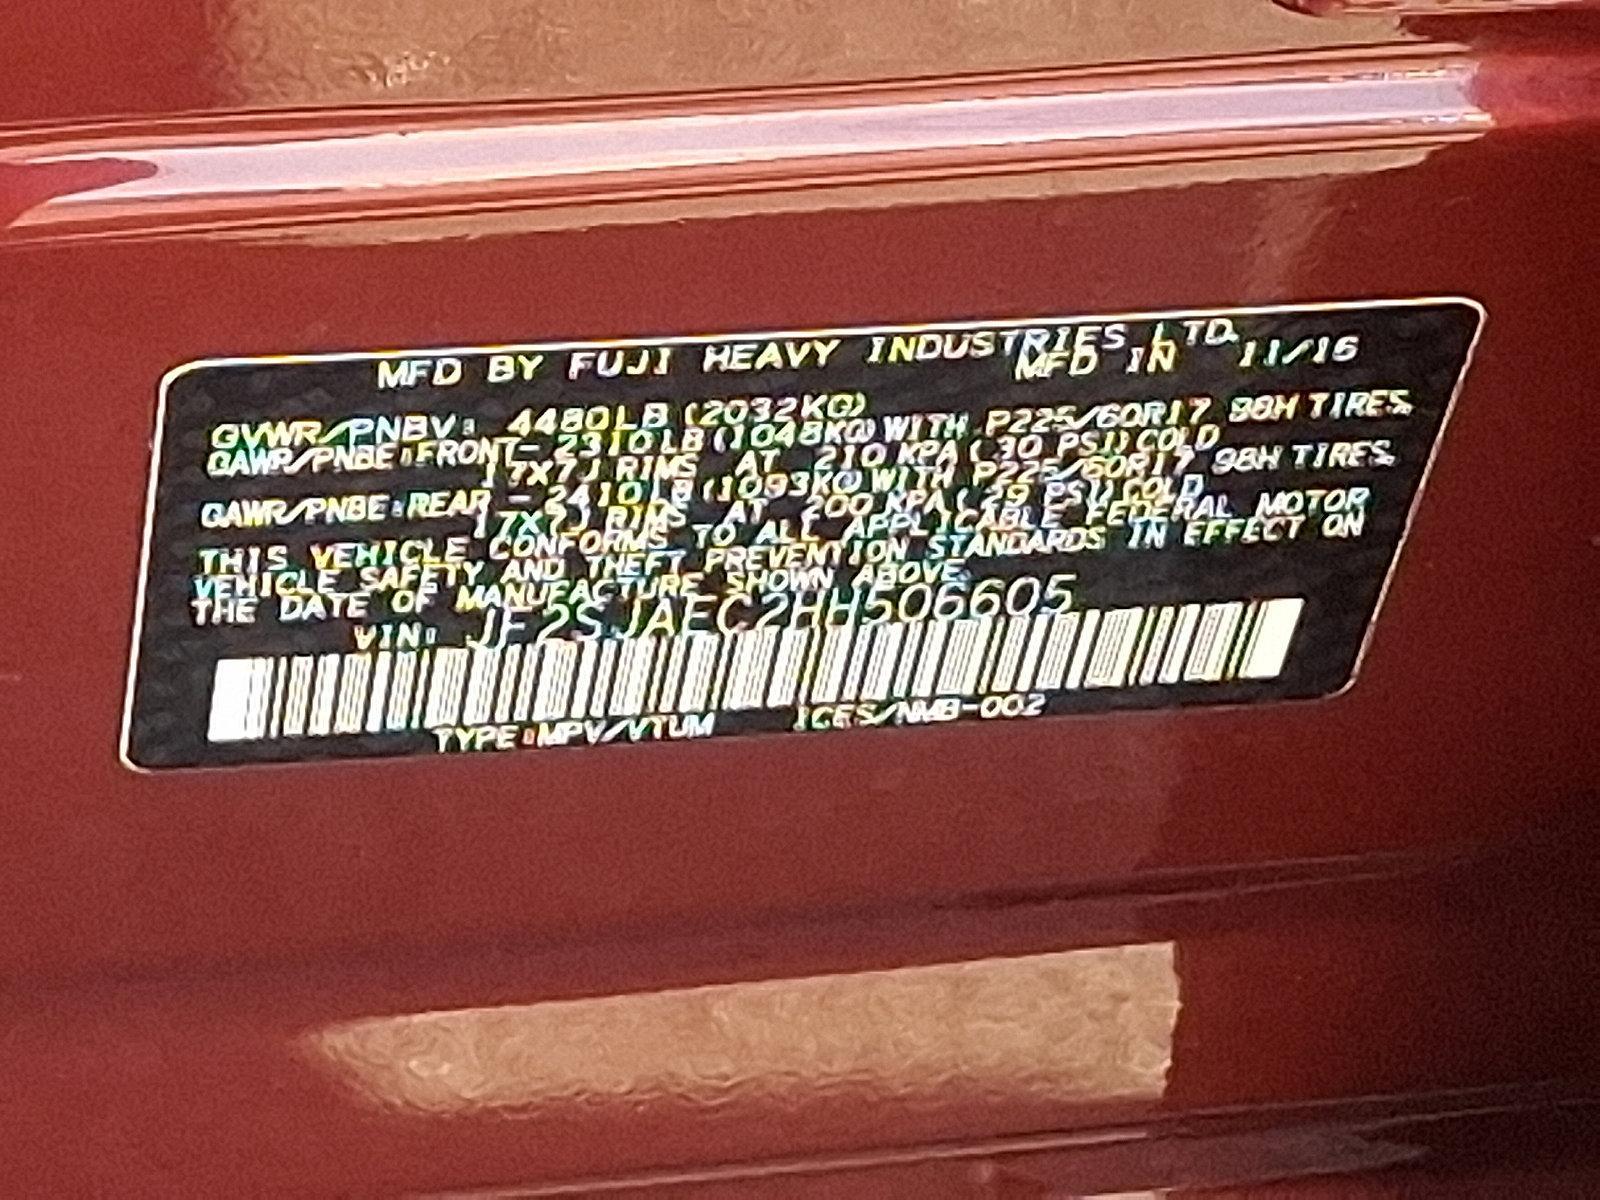 MFD BY FUJI HEAVY INDUSTRIES LTD.
MFD IN 11/16
GVWR/PNBV: 4480LB (2032KG)
GAWR/PNBE:FRONT- 2310LB(1048KG)WITH P225/60R17 98H TIRES
17X7J RIMS AT 210 KPA( 30 PSI)COLD
GAWR/PNBE:REAR - 2410LB(1093KG)WITH P225/60R17 98H TIRES
17X7J RIMS AT 200 KPA( 29 PSI)COLD
THIS VEHICLE CONFORMS TO ALL APPLICABLE FEDERAL MOTOR
VEHICLE SAFETY AND THEFT PREVENTION STANDARDS IN EFFECT ON
THE DATE OF MANUFACTURE SHOWN ABOVE.
VIN: JF2SJAEC2HH506605
TYPE:MPV/VTUM ICES/NMB-002